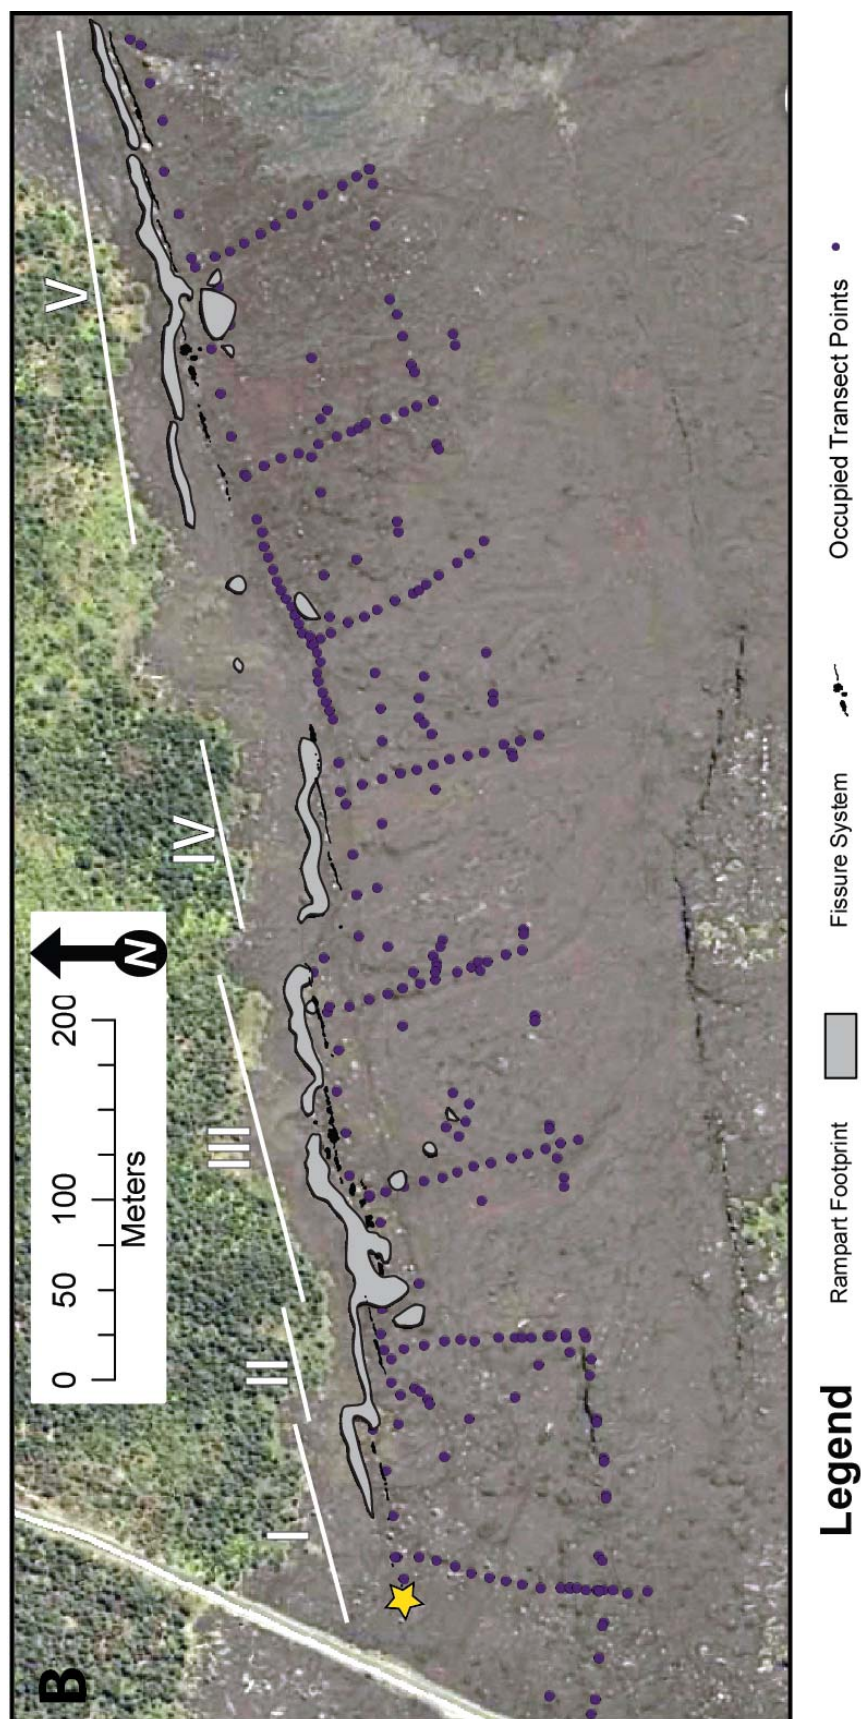 B
I
II
III
IV
V
N
0 50 100 200
Meters
Legend
Rampart Footprint
Fissure System
Occupied Transect Points